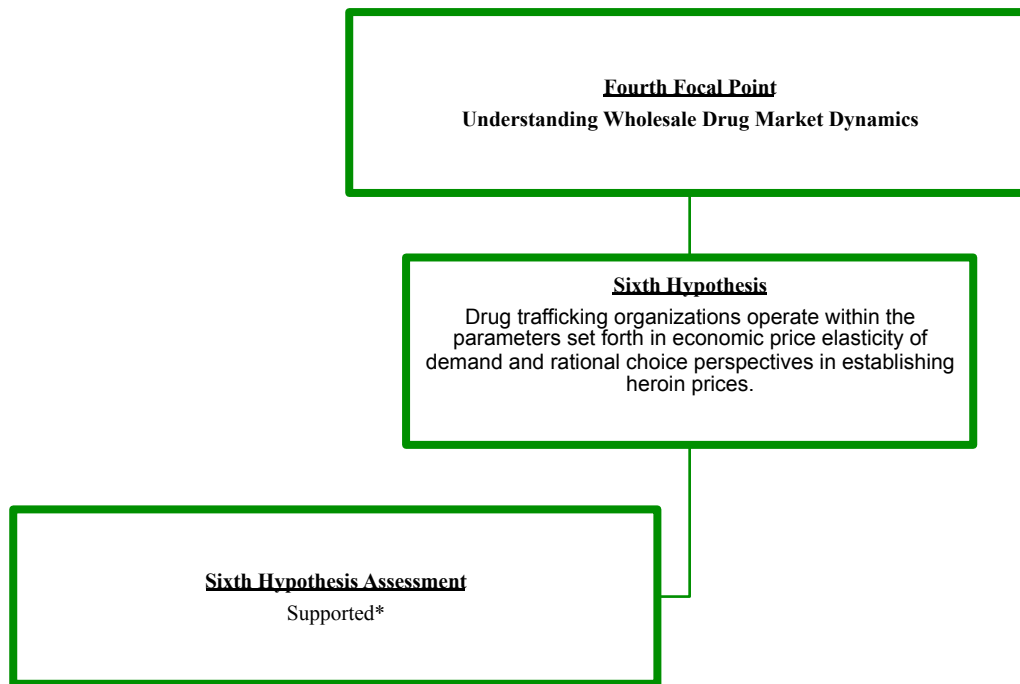 Fourth Focal Point
Understanding Wholesale Drug Market Dynamics
Sixth Hypothesis
Drug trafficking organizations operate within the
parameters set forth in economic price elasticity of
demand and rational choice perspectives in establishing
heroin prices.
Sixth Hypothesis Assessment
Supported*